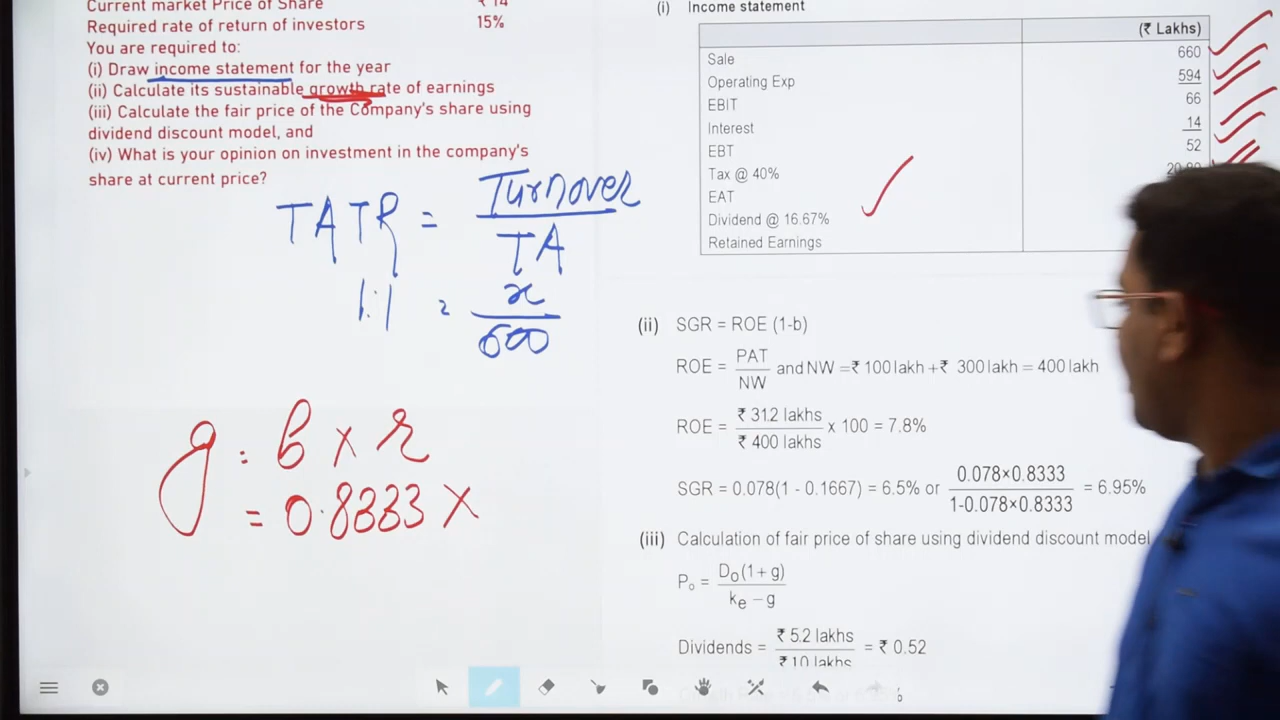 Current market Price of Share ₹ 14
Required rate of return of investors 15%
You are required to:
(i) Draw income statement for the year
(ii) Calculate its sustainable growth rate of earnings
(iii) Calculate the fair price of the Company's share using
dividend discount model, and
(iv) What is your opinion on investment in the company's
share at current price?
TATR = Turnover
TA
1.1 = x
600
g = b x r
= 0.8333 x
(i) Income statement
(₹ Lakhs)
Sale 660
Operating Exp 594
EBIT 66
Interest 14
EBT 52
Tax @ 40%
EAT
Dividend @ 16.67%
Retained Earnings
(ii) SGR = ROE (1-b)
ROE = PAT
NW
and NW =₹ 100 lakh +₹ 300 lakh = 400 lakh
ROE = ₹ 31.2 lakhs
₹ 400 lakhs
x 100 = 7.8%
SGR = 0.078(1 - 0.1667) = 6.5% or 0.078×0.8333
1-0.078×0.8333
= 6.95%
(iii) Calculation of fair price of share using dividend discount model
P₀ = D₀(1+g)
kₑ – g
Dividends = ₹ 5.2 lakhs
₹ 10 lakhs
= ₹ 0.52